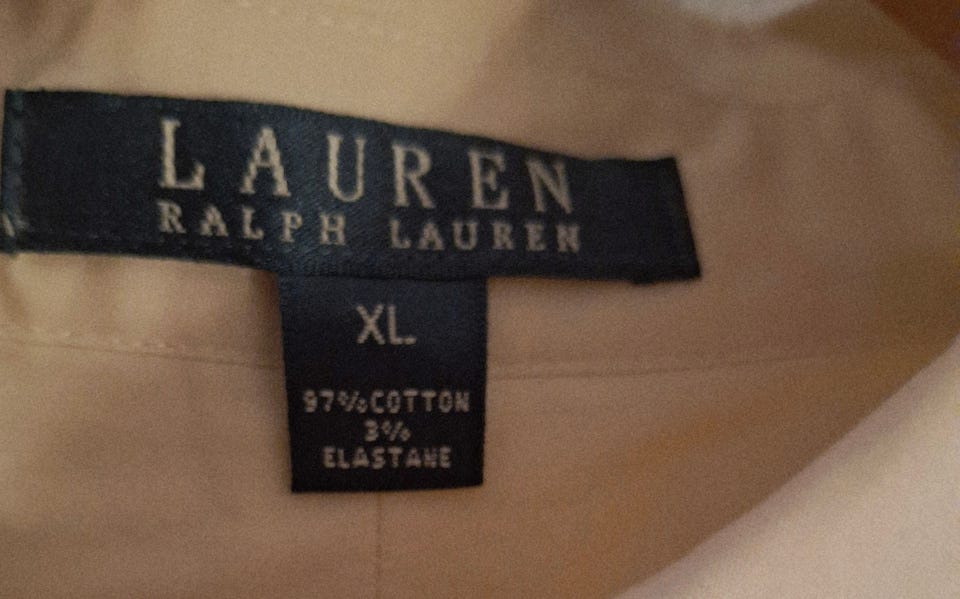 LAUREN
RALPH LAUREN
XL
97%COTTON
3%
ELASTANE